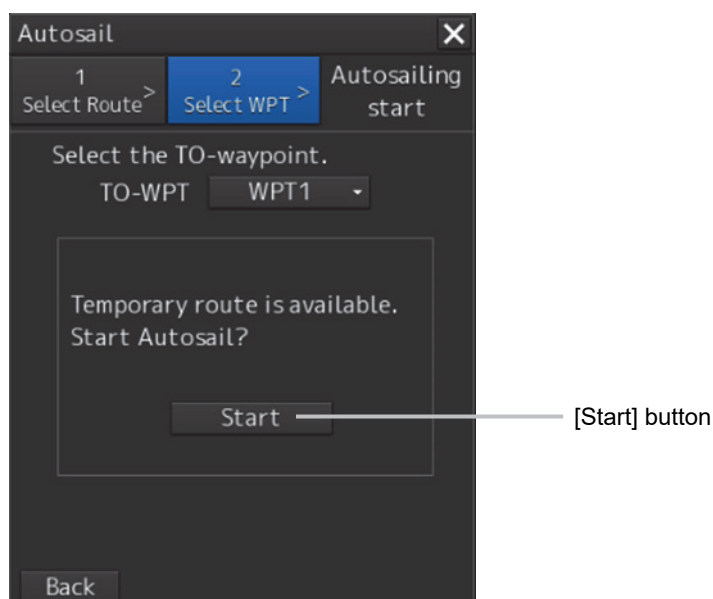 Autosail
1
Select Route >
2
Select WPT >
Autosailing
start
Select the TO-waypoint.
TO-WPT WPT1
Temporary route is available.
Start Autosail?
Start
[Start] button
Back